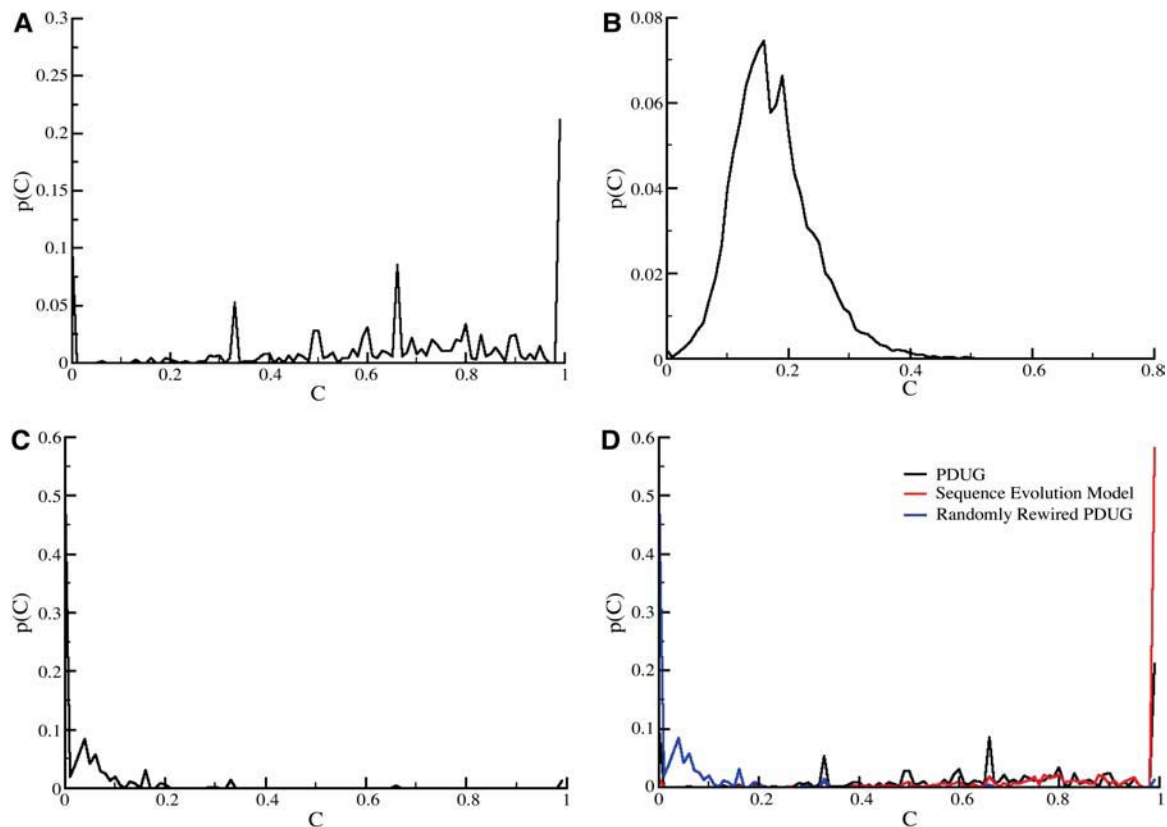 A
0.3
0.25
0.2
0.15
0.1
0.05
0
p(C)
0 0.2 0.4 0.6 0.8 1
C
B
0.08
0.06
0.04
0.02
0
p(C)
0 0.2 0.4 0.6 0.8
C
C
0.6
0.5
0.4
0.3
0.2
0.1
0
p(C)
0 0.2 0.4 0.6 0.8 1
C
D
0.6
0.5
0.4
0.3
0.2
0.1
0
p(C)
PDUG
Sequence Evolution Model
Randomly Rewired PDUG
0 0.2 0.4 0.6 0.8 1
C